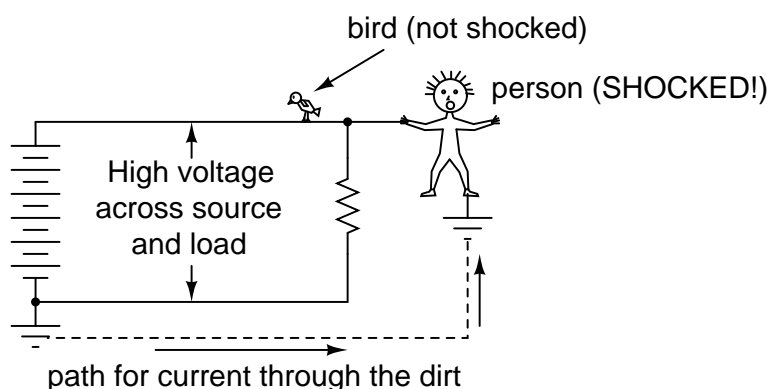 bird (not shocked)
person (SHOCKED!)
High voltage
across source
and load
path for current through the dirt